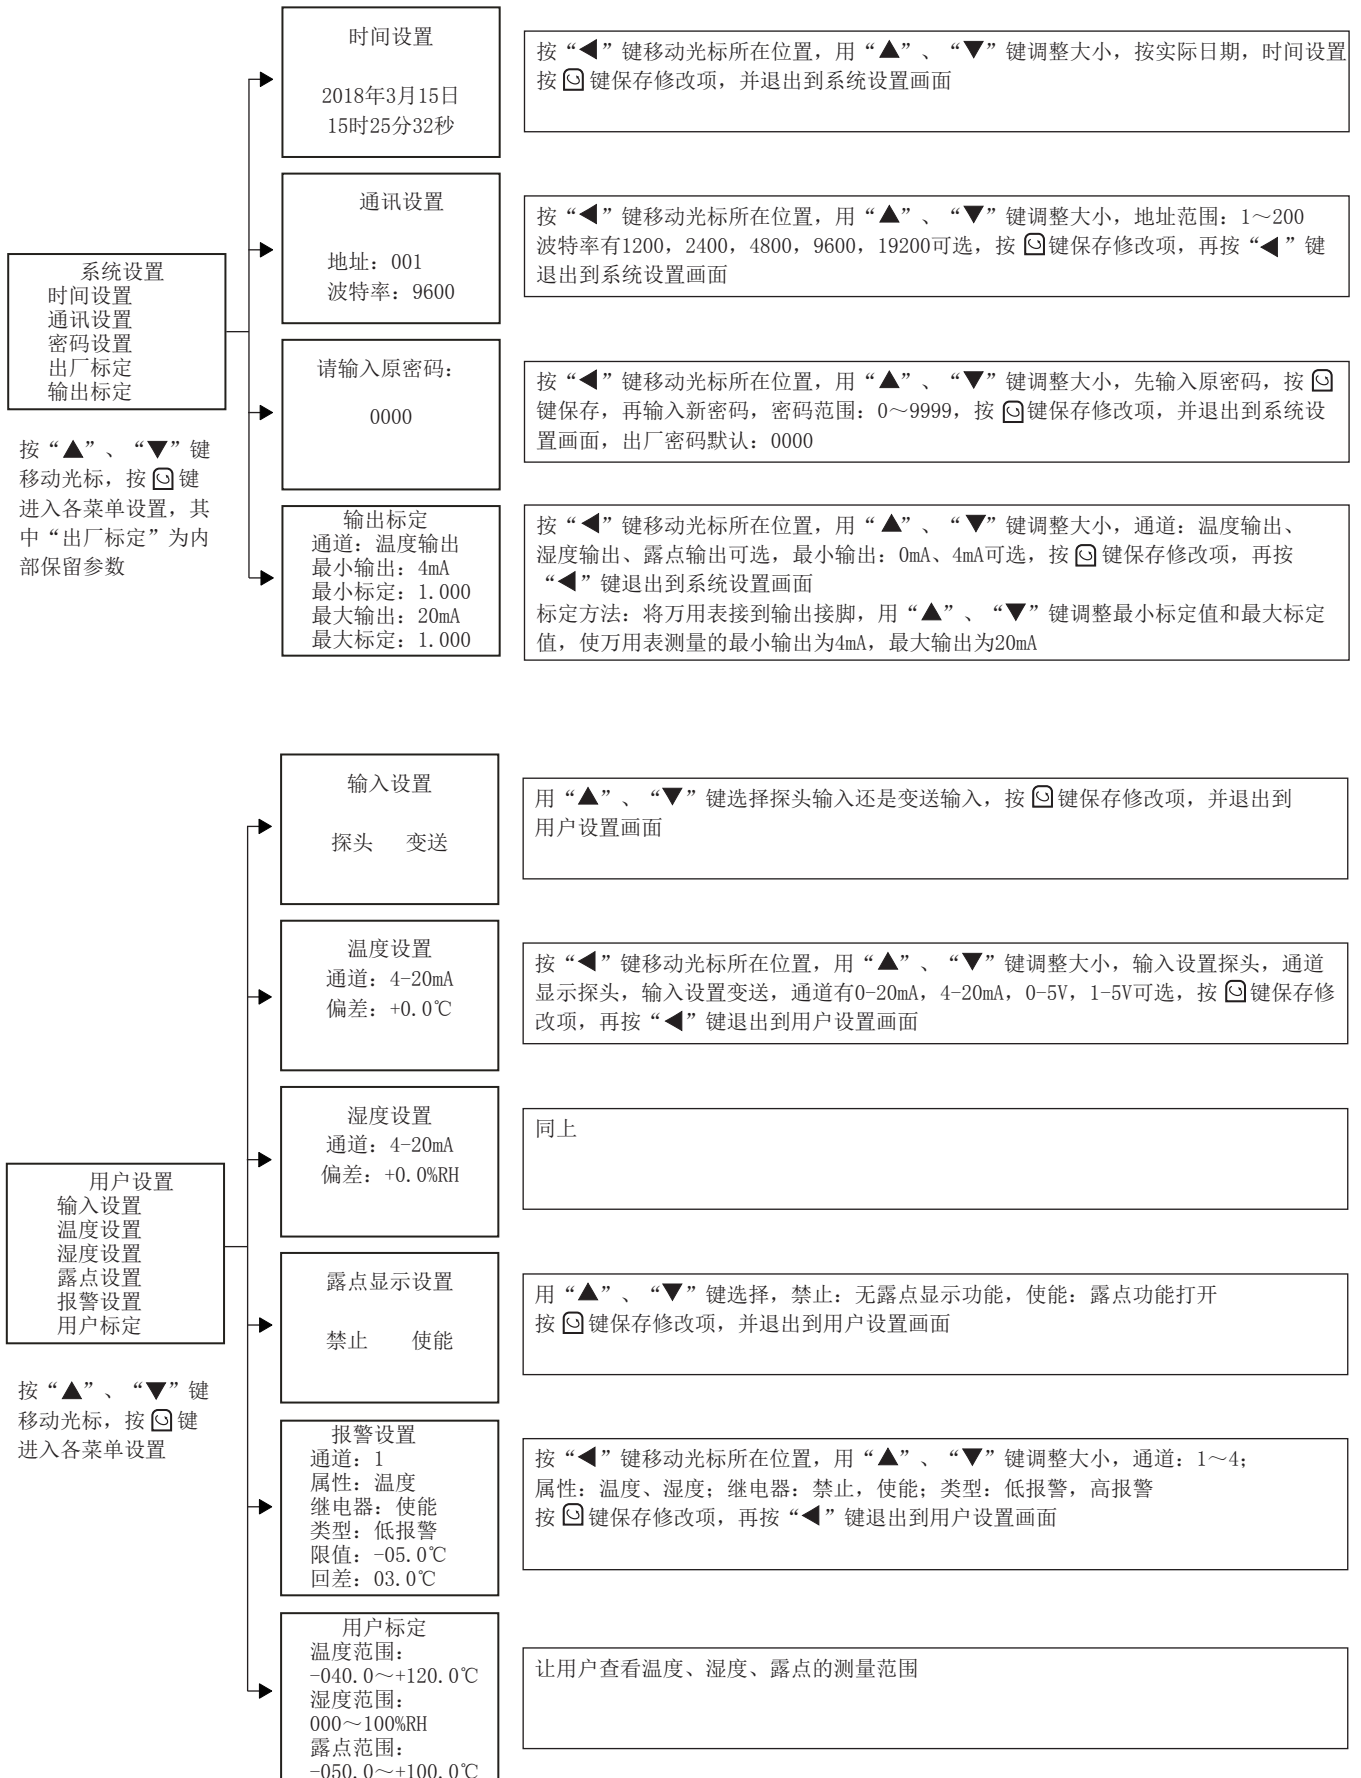 时间设置
2018年3月15日
15时25分32秒
按“◀”键移动光标所在位置，用“▲”、“▼”键调整大小，按实际日期，时间设置
按 键保存修改项，并退出到系统设置画面
通讯设置
地址：001
波特率：9600
按“◀”键移动光标所在位置，用“▲”、“▼”键调整大小，地址范围：1～200
波特率有1200，2400，4800，9600，19200可选，按 键保存修改项，再按“◀”键
退出到系统设置画面
系统设置
时间设置
通讯设置
密码设置
出厂标定
输出标定
按“▲”、“▼”键
移动光标，按 键
进入各菜单设置，其
中“出厂标定”为内
部保留参数
请输入原密码：
0000
按“◀”键移动光标所在位置，用“▲”、“▼”键调整大小，先输入原密码，按
键保存，再输入新密码，密码范围：0～9999，按 键保存修改项，并退出到系统设
置画面，出厂密码默认：0000
输出标定
通道：温度输出
最小输出：4mA
最小标定：1.000
最大输出：20mA
最大标定：1.000
按“◀”键移动光标所在位置，用“▲”、“▼”键调整大小，通道：温度输出、
湿度输出、露点输出可选，最小输出：0mA、4mA可选，按 键保存修改项，再按
“◀”键退出到系统设置画面
标定方法：将万用表接到输出接脚，用“▲”、“▼”键调整最小标定值和最大标定
值，使万用表测量的最小输出为4mA，最大输出为20mA
输入设置
探头 变送
用“▲”、“▼”键选择探头输入还是变送输入，按 键保存修改项，并退出到
用户设置画面
温度设置
通道：4-20mA
偏差：+0.0℃
按“◀”键移动光标所在位置，用“▲”、“▼”键调整大小，输入设置探头，通道
显示探头，输入设置变送，通道有0-20mA，4-20mA，0-5V，1-5V可选，按 键保存修
改项，再按“◀”键退出到用户设置画面
湿度设置
通道：4-20mA
偏差：+0.0%RH
同上
用户设置
输入设置
温度设置
湿度设置
露点设置
报警设置
用户标定
按“▲”、“▼”键
移动光标，按 键
进入各菜单设置
露点显示设置
禁止 使能
用“▲”、“▼”键选择，禁止：无露点显示功能，使能：露点功能打开
按 键保存修改项，并退出到用户设置画面
报警设置
通道：1
属性：温度
继电器：使能
类型：低报警
限值：-05.0℃
回差：03.0℃
按“◀”键移动光标所在位置，用“▲”、“▼”键调整大小，通道：1～4；
属性：温度、湿度；继电器：禁止，使能；类型：低报警，高报警
按 键保存修改项，再按“◀”键退出到用户设置画面
用户标定
温度范围：
-040.0～+120.0℃
湿度范围：
000～100%RH
露点范围：
-050.0～+100.0℃
让用户查看温度、湿度、露点的测量范围